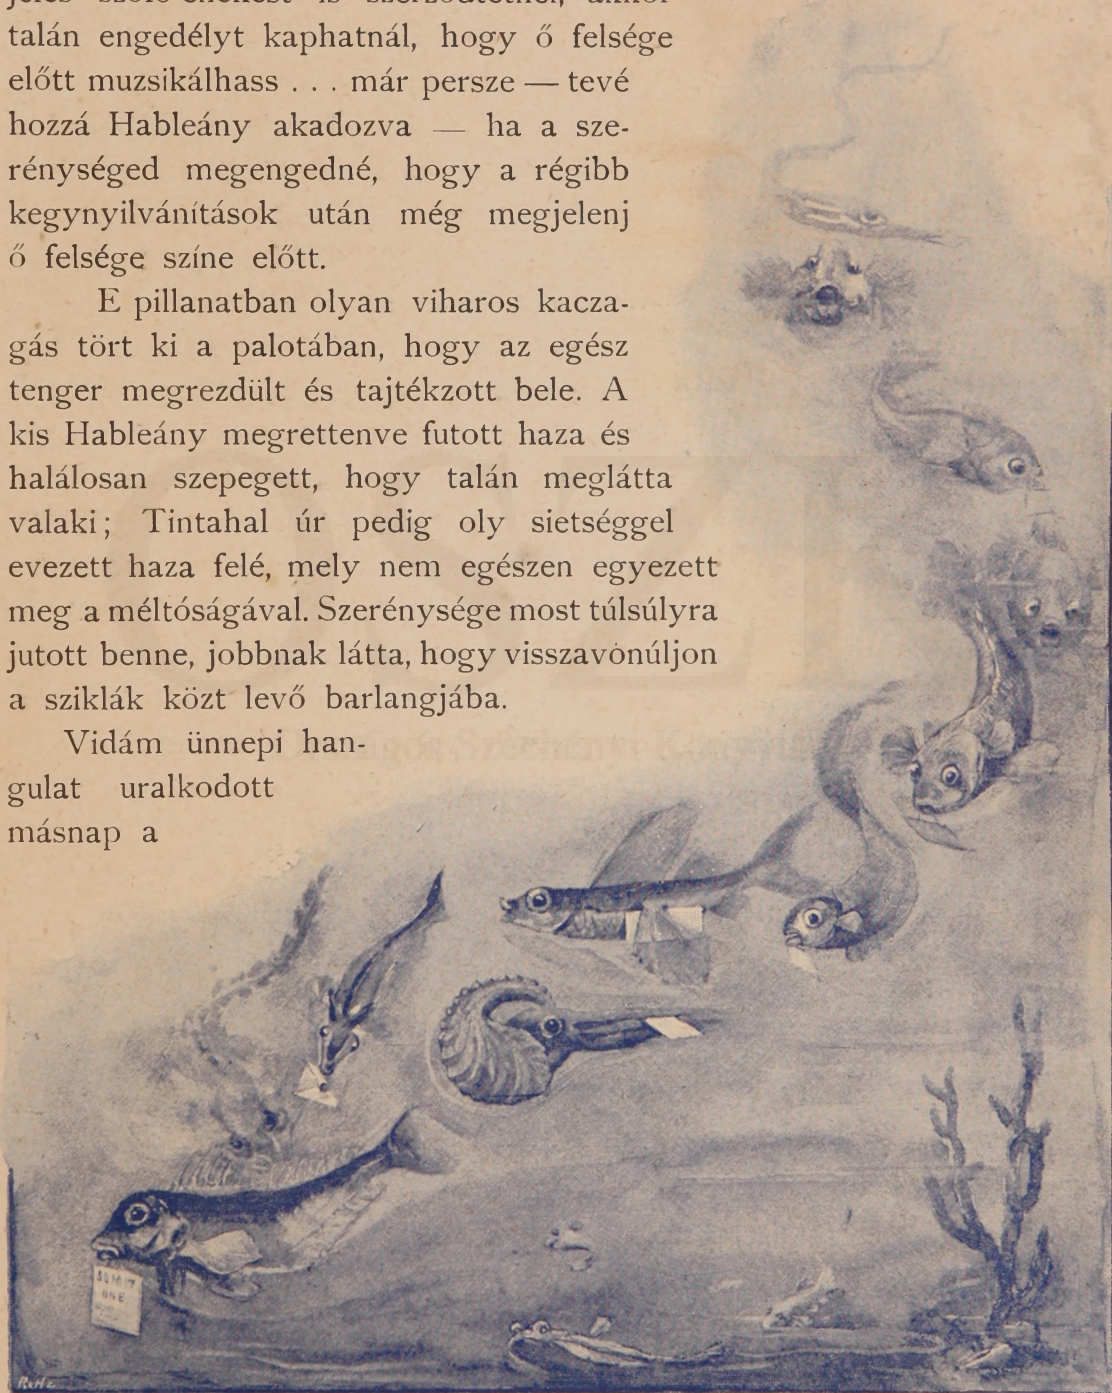 talán engedélyt kaphatnál, hogy ő felsége
előtt muzsikálhass . . . már persze — tevé
hozzá Hableány akadozva — ha a sze-
rénységed megengedné, hogy a régibb
kegynyilvánítások után még megjelenj
ő felsége színe előtt.
E pillanatban olyan viharos kacza-
gás tört ki a palotában, hogy az egész
tenger megrezdült és tajtékzott bele. A
kis Hableány megrettenve futott haza és
halálosan szepegett, hogy talán meglátta
valaki; Tintahal úr pedig oly sietséggel
evezett haza felé, mely nem egészen egyezett
meg a méltóságával. Szerénysége most túlsúlyra
jutott benne, jobbnak látta, hogy visszavonúljon
a sziklák közt levő barlangjába.
Vidám ünnepi han-
gulat uralkodott
másnap a
ADMIT
ONE